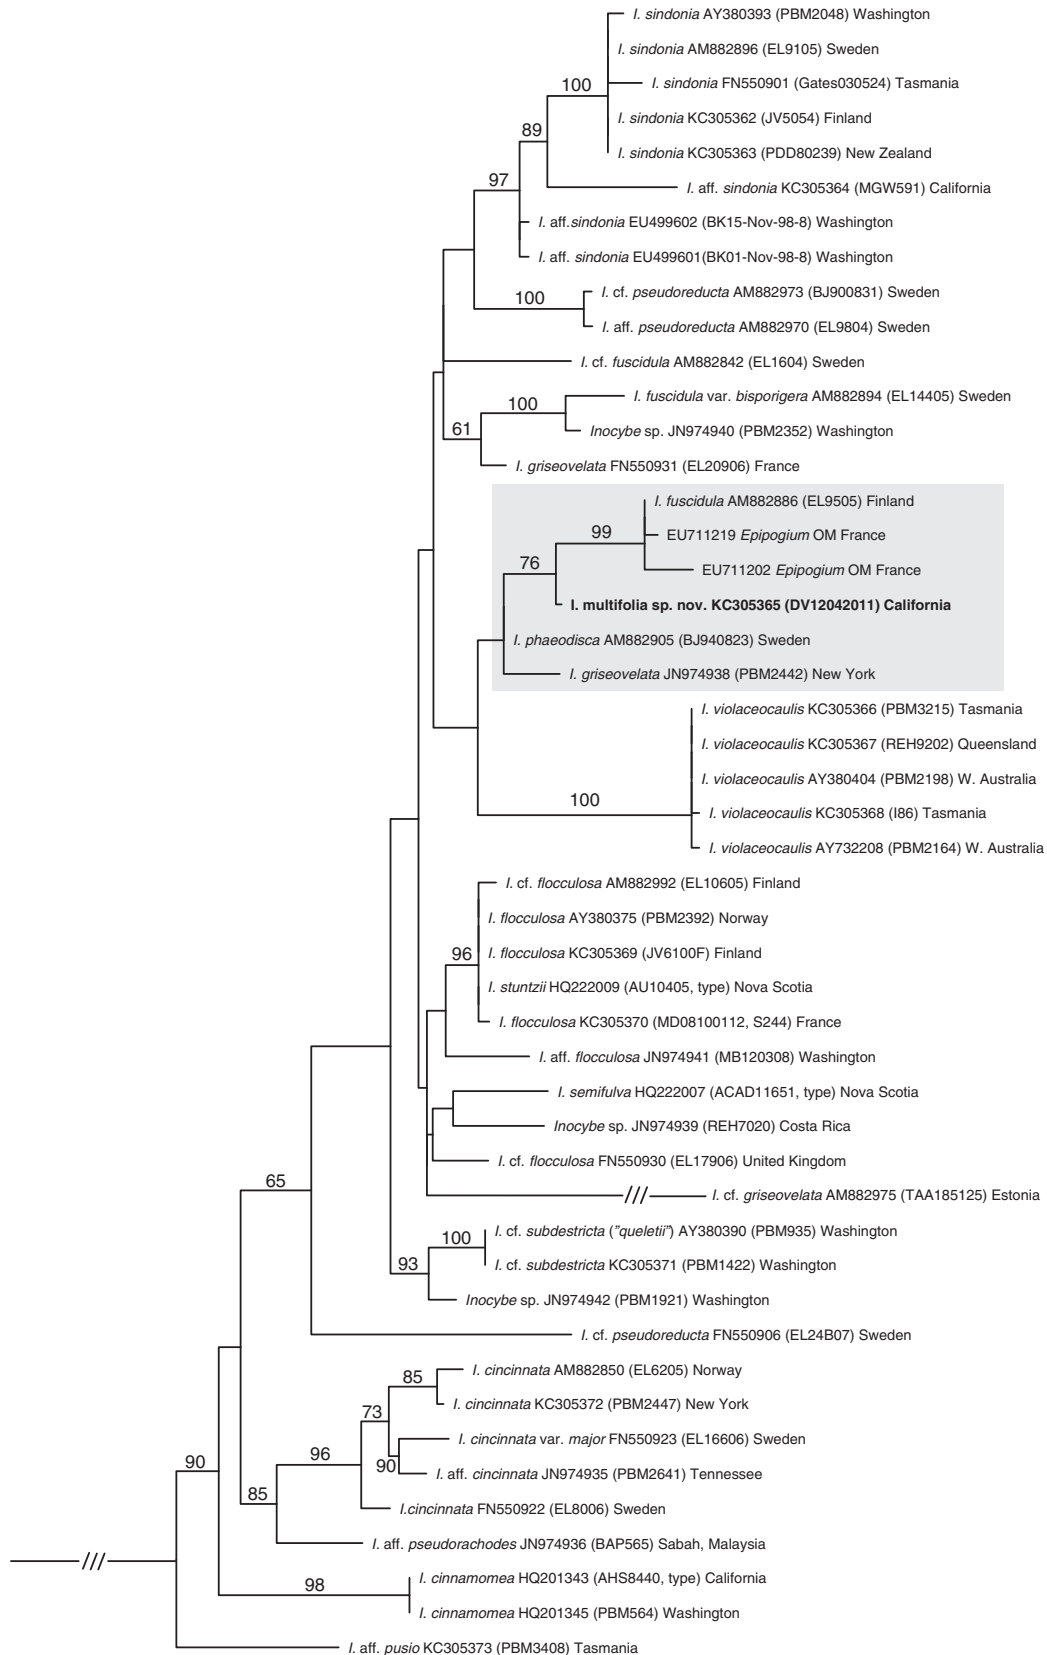 I. sindonia AY380393 (PBM2048) Washington
I. sindonia AM882896 (EL9105) Sweden
I. sindonia FN550901 (Gates030524) Tasmania
100
I. sindonia KC305362 (JV5054) Finland
89
I. sindonia KC305363 (PDD80239) New Zealand
97
I. aff. sindonia KC305364 (MGW591) California
I. aff.sindonia EU499602 (BK15-Nov-98-8) Washington
I. aff. sindonia EU499601(BK01-Nov-98-8) Washington
100
I. cf. pseudoreducta AM882973 (BJ900831) Sweden
I. aff. pseudoreducta AM882970 (EL9804) Sweden
I. cf. fuscidula AM882842 (EL1604) Sweden
100
I. fuscidula var. bisporigera AM882894 (EL14405) Sweden
61
Inocybe sp. JN974940 (PBM2352) Washington
I. griseovelata FN550931 (EL20906) France
I. fuscidula AM882886 (EL9505) Finland
99
EU711219 Epipogium OM France
76
EU711202 Epipogium OM France
I. multifolia sp. nov. KC305365 (DV12042011) California
I. phaeodisca AM882905 (BJ940823) Sweden
I. griseovelata JN974938 (PBM2442) New York
I. violaceocaulis KC305366 (PBM3215) Tasmania
I. violaceocaulis KC305367 (REH9202) Queensland
I. violaceocaulis AY380404 (PBM2198) W. Australia
100
I. violaceocaulis KC305368 (I86) Tasmania
I. violaceocaulis AY732208 (PBM2164) W. Australia
I. cf. flocculosa AM882992 (EL10605) Finland
I. flocculosa AY380375 (PBM2392) Norway
96
I. flocculosa KC305369 (JV6100F) Finland
I. stuntzii HQ222009 (AU10405, type) Nova Scotia
I. flocculosa KC305370 (MD08100112, S244) France
I. aff. flocculosa JN974941 (MB120308) Washington
I. semifulva HQ222007 (ACAD11651, type) Nova Scotia
Inocybe sp. JN974939 (REH7020) Costa Rica
I. cf. flocculosa FN550930 (EL17906) United Kingdom
65
I. cf. griseovelata AM882975 (TAA185125) Estonia
100
I. cf. subdestricta ("queletii") AY380390 (PBM935) Washington
93
I. cf. subdestricta KC305371 (PBM1422) Washington
Inocybe sp. JN974942 (PBM1921) Washington
I. cf. pseudoreducta FN550906 (EL24B07) Sweden
85
I. cincinnata AM882850 (EL6205) Norway
73
I. cincinnata KC305372 (PBM2447) New York
96
I. cincinnata var. major FN550923 (EL16606) Sweden
90
90
I. aff. cincinnata JN974935 (PBM2641) Tennessee
85
I.cincinnata FN550922 (EL8006) Sweden
I. aff. pseudorachodes JN974936 (BAP565) Sabah, Malaysia
98
I. cinnamomea HQ201343 (AHS8440, type) California
I. cinnamomea HQ201345 (PBM564) Washington
I. aff. pusio KC305373 (PBM3408) Tasmania